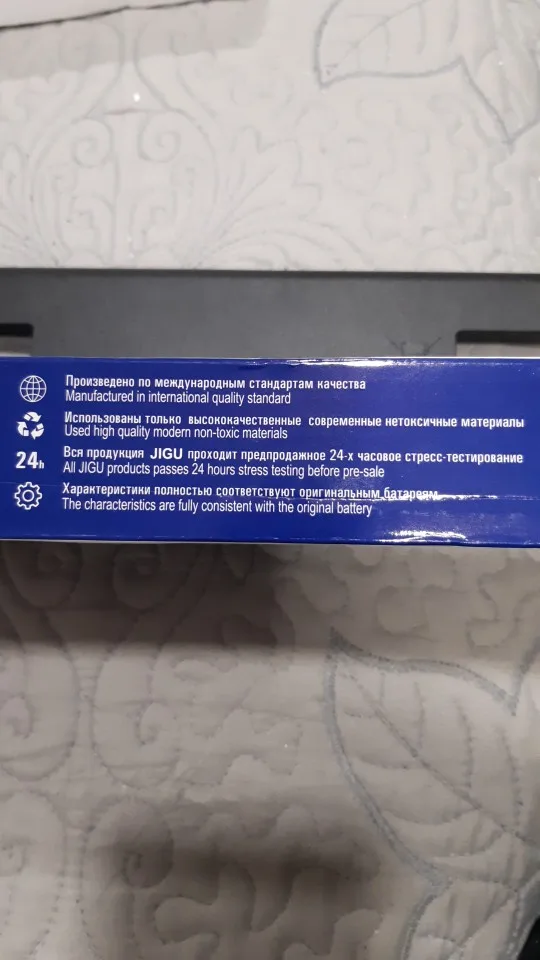 Произведено по международным стандартам качества
Manufactured in international quality standard
Использованы только высококачественные современные нетоксичные материалы
Used high quality modern non-toxic materials
24h
Вся продукция JIGU проходит предпродажное 24-х часовое стресс-тестирование
All JIGU products passes 24 hours stress testing before pre-sale
Характеристики полностью соответствуют оригинальным батареям
The characteristics are fully consistent with the original battery